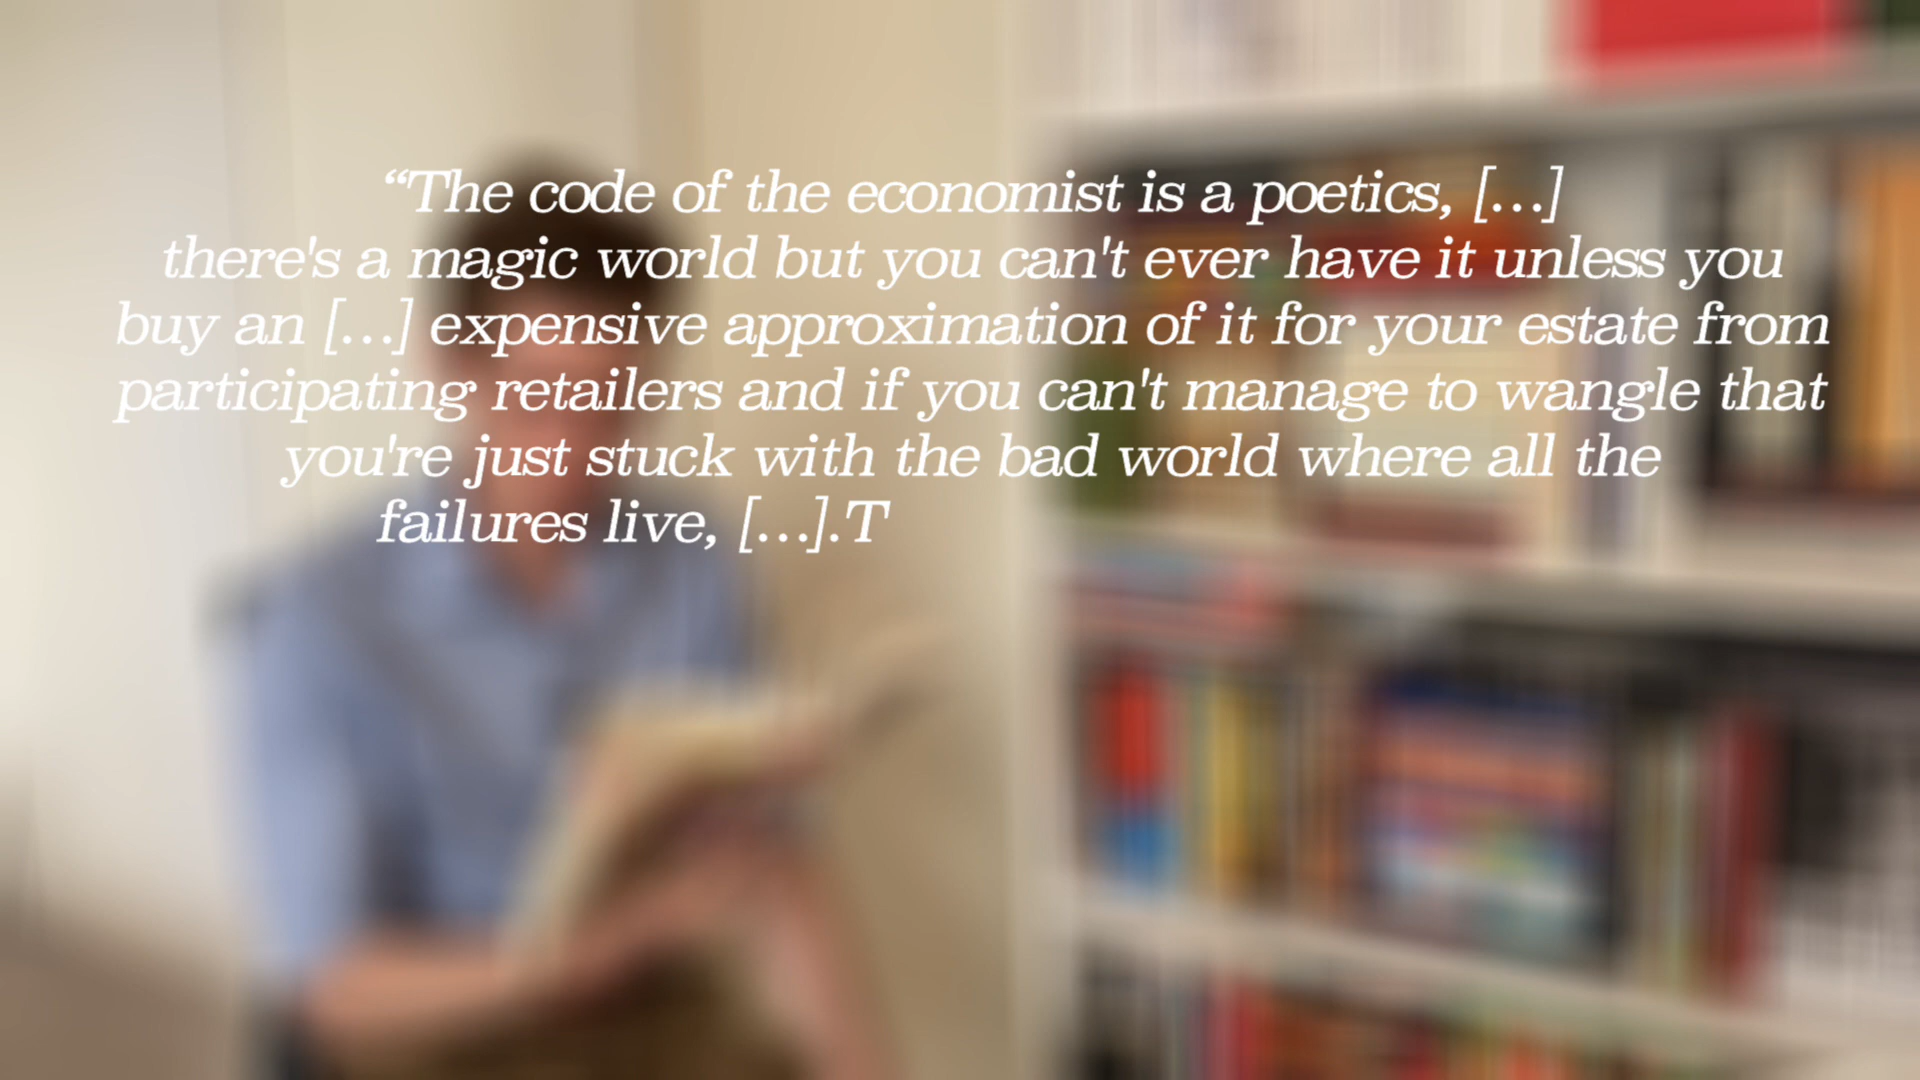 “The code of the economist is a poetics, […]
there's a magic world but you can't ever have it unless you
buy an […] expensive approximation of it for your estate from
participating retailers and if you can't manage to wangle that
you're just stuck with the bad world where all the
failures live, […].T